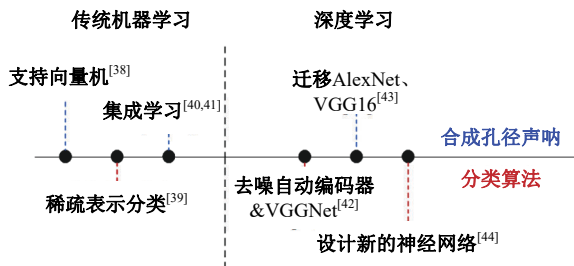 传统机器学习
深度学习
支持向量机[38]
集成学习[40,41]
稀疏表示分类[39]
迁移AlexNet、
VGG16[43]
去噪自动编码器
&VGGNet[42]
设计新的神经网络[44]
合成孔径声呐
分类算法